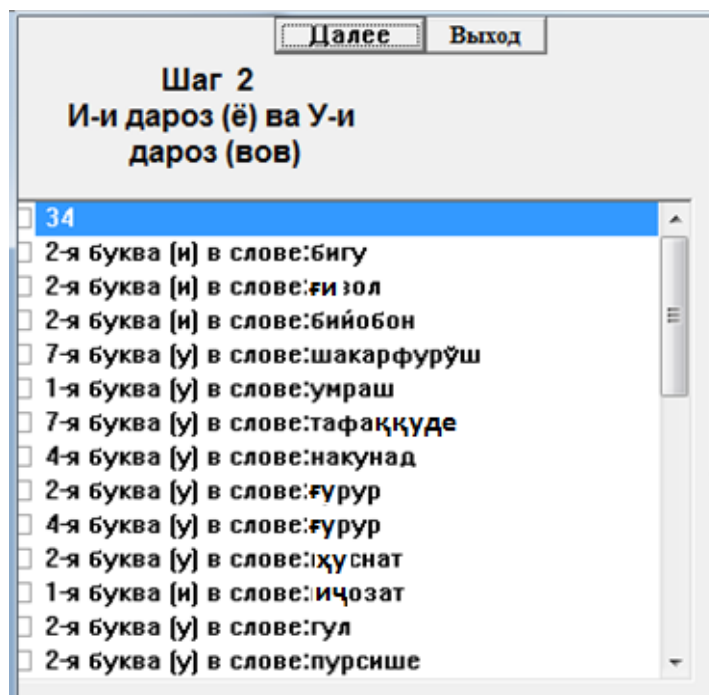 Далее Выход
Шаг 2
И-и дароз (ё) ва У-и
дароз (вов)
34
2-я буква (и) в слове:бигу
2-я буква (и) в слове:ғизол
2-я буква (и) в слове:бийобон
7-я буква (у) в слове:шакарфурӯш
1-я буква (у) в слове:умраш
7-я буква (у) в слове:тафаққуде
4-я буква (у) в слове:накунад
2-я буква (у) в слове:ғурур
4-я буква (у) в слове:ғурур
2-я буква (у) в слове:ҳуснат
1-я буква (и) в слове:иҷозат
2-я буква (у) в слове:гул
2-я буква (у) в слове:пурсише